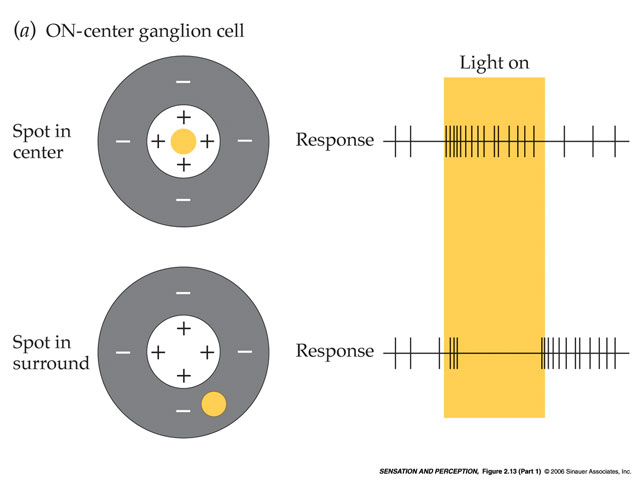 (a) ON-center ganglion cell
Light on
Spot in
center
Response
Spot in
surround
Response
SENSATION AND PERCEPTION, Figure 2.13 (Part 1) © 2006 Sinauer Associates, Inc.